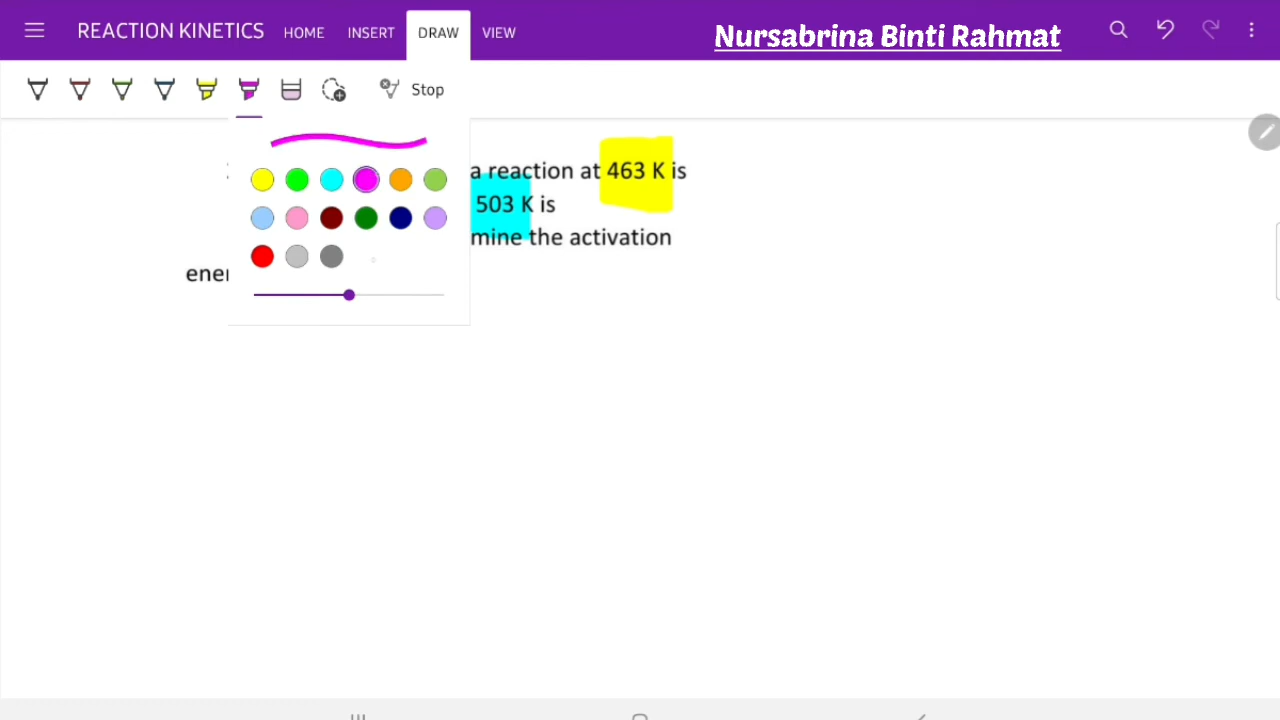 REACTION KINETICS HOME INSERT DRAW VIEW Nursabrina Binti Rahmat
Stop
a reaction at 463 K is
503 K is
mine the activation
ener